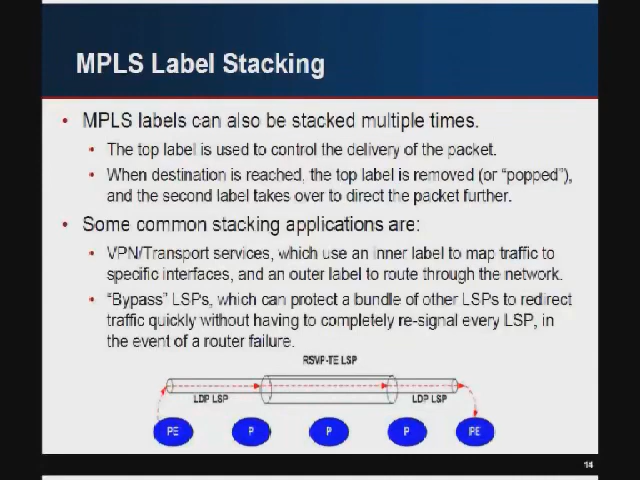 MPLS Label Stacking
• MPLS labels can also be stacked multiple times.
• The top label is used to control the delivery of the packet.
• When destination is reached, the top label is removed (or “popped”),
and the second label takes over to direct the packet further.
• Some common stacking applications are:
• VPN/Transport services, which use an inner label to map traffic to
specific interfaces, and an outer label to route through the network.
• “Bypass” LSPs, which can protect a bundle of other LSPs to redirect
traffic quickly without having to completely re-signal every LSP, in
the event of a router failure.
RSVP-TE LSP
LDP LSP LDP LSP
PE P P P PE
14